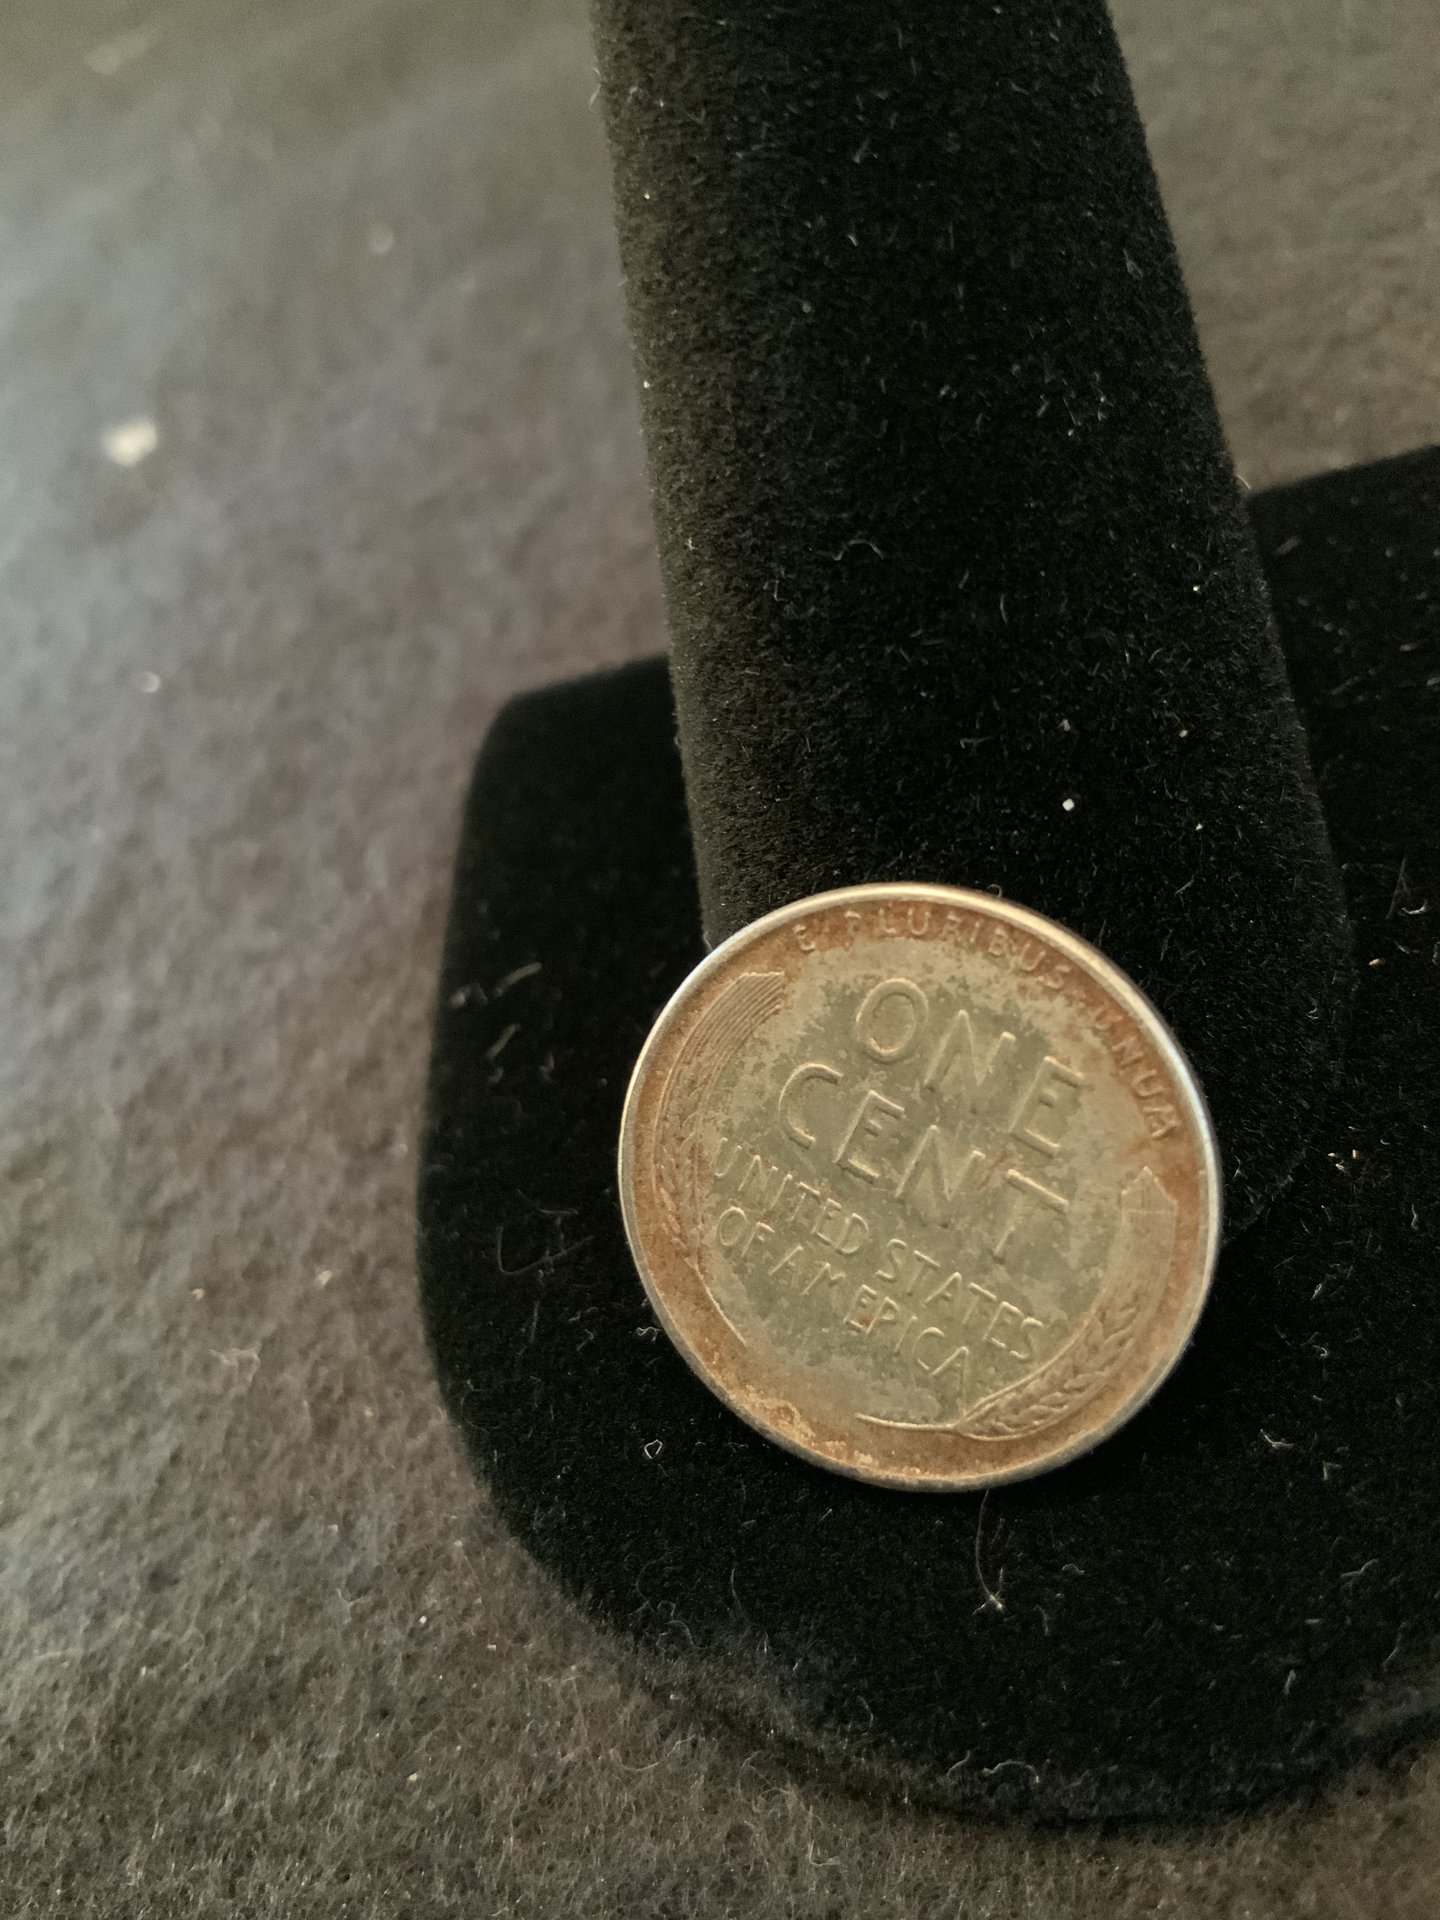 E·PLURIBUS·UNUM
ONE
CENT
UNITED STATES
OF AMERICA